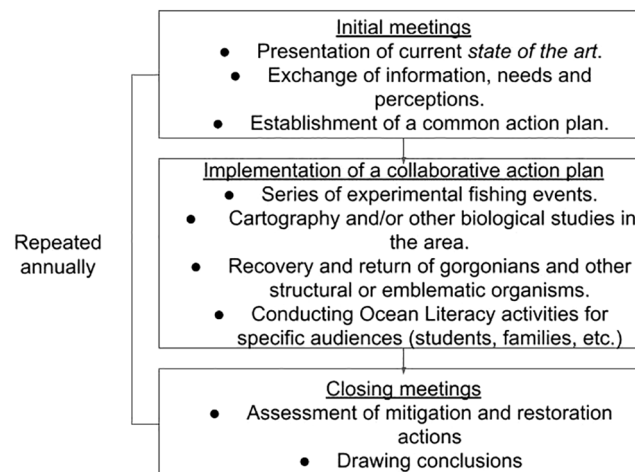 Initial meetings
● Presentation of current state of the art.
● Exchange of information, needs and
perceptions.
● Establishment of a common action plan.
Implementation of a collaborative action plan
● Series of experimental fishing events.
● Cartography and/or other biological studies in
the area.
● Recovery and return of gorgonians and other
structural or emblematic organisms.
● Conducting Ocean Literacy activities for
specific audiences (students, families, etc.)
Repeated
annually
Closing meetings
● Assessment of mitigation and restoration
actions
● Drawing conclusions